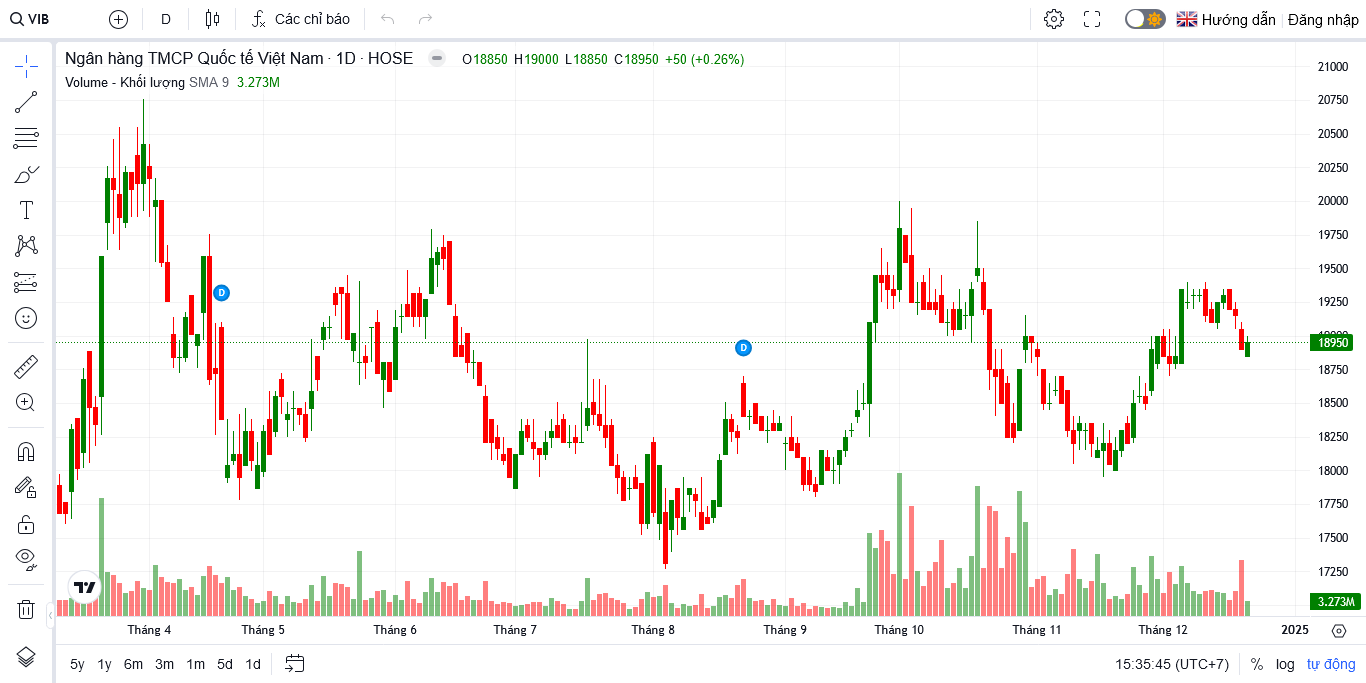 VIB D Các chỉ báo Hướng dẫn Đăng nhập
Ngân hàng TMCP Quốc tế Việt Nam · 1D · HOSE O18850 H19000 L18850 C18950 +50 (+0.26%)
Volume - Khối lượng SMA 9 3.273M
21000
20750
20500
20250
20000
19750
19500
19250
19000
18950
18750
18500
18250
18000
17750
17500
17250
3.273M
D
D
Tháng 4 Tháng 5 Tháng 6 Tháng 7 Tháng 8 Tháng 9 Tháng 10 Tháng 11 Tháng 12 2025
5y 1y 6m 3m 1m 5d 1d 15:35:45 (UTC+7) % log tự động